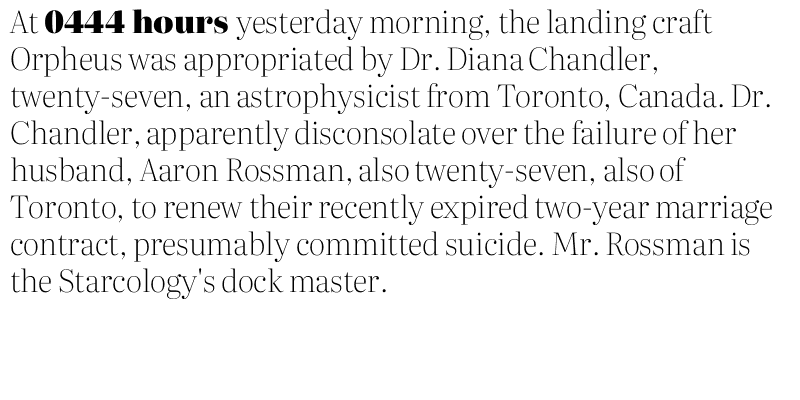 At 0444 hours yesterday morning, the landing craft
Orpheus was appropriated by Dr. Diana Chandler,
twenty-seven, an astrophysicist from Toronto, Canada. Dr.
Chandler, apparently disconsolate over the failure of her
husband, Aaron Rossman, also twenty-seven, also of
Toronto, to renew their recently expired two-year marriage
contract, presumably committed suicide. Mr. Rossman is
the Starcology's dock master.